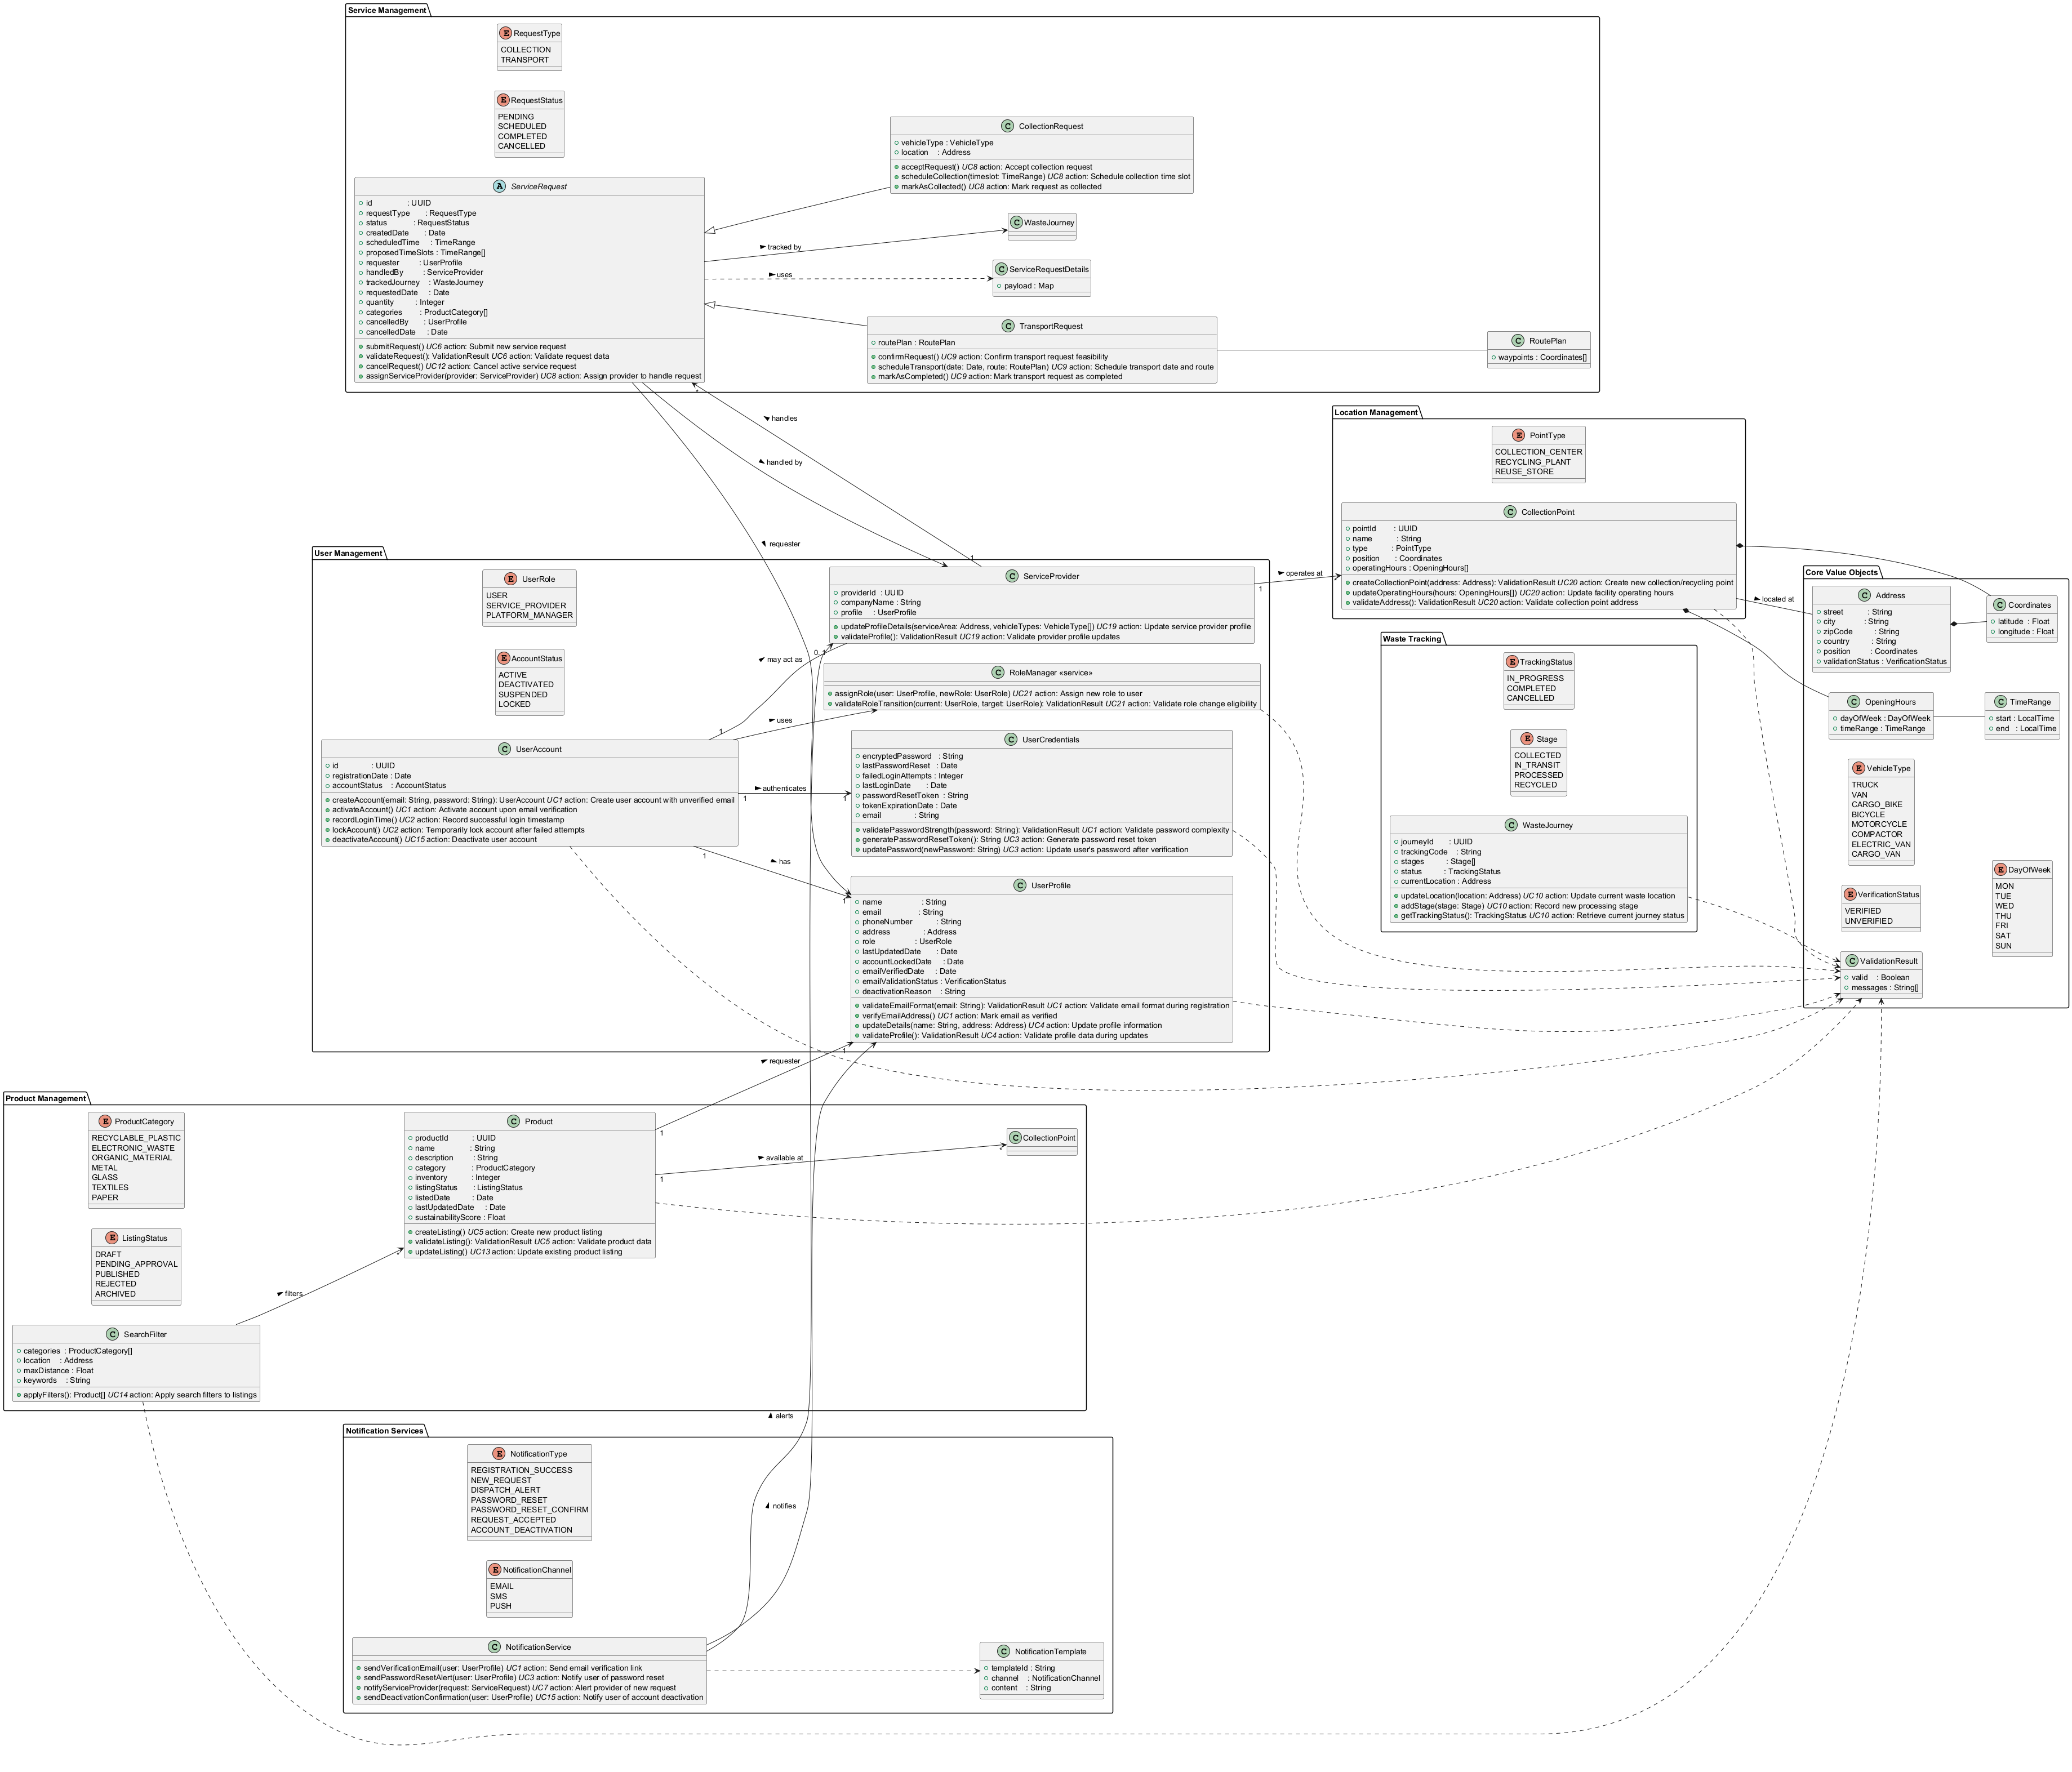 Service Management
E RequestType
COLLECTION
TRANSPORT
E RequestStatus
PENDING
SCHEDULED
COMPLETED
CANCELLED
A ServiceRequest
id : UUID
requestType : RequestType
status : RequestStatus
createdDate : Date
scheduledTime : TimeRange
proposedTimeSlots : TimeRange[]
requester : UserProfile
handledBy : ServiceProvider
trackedJourney : WasteJourney
requestedDate : Date
quantity : Integer
categories : ProductCategory[]
cancelledBy : UserProfile
cancelledDate : Date
submitRequest() UC6 action: Submit new service request
validateRequest(): ValidationResult UC6 action: Validate request data
cancelRequest() UC12 action: Cancel active service request
assignServiceProvider(provider: ServiceProvider) UC8 action: Assign provider to handle request
C CollectionRequest
vehicleType : VehicleType
location : Address
acceptRequest() UC8 action: Accept collection request
scheduleCollection(timeslot: TimeRange) UC8 action: Schedule collection time slot
markAsCollected() UC8 action: Mark request as collected
tracked by
C WasteJourney
uses
C ServiceRequestDetails
payload : Map
C TransportRequest
routePlan : RoutePlan
confirmRequest() UC9 action: Confirm transport request feasibility
scheduleTransport(date: Date, route: RoutePlan) UC9 action: Schedule transport date and route
markAsCompleted() UC9 action: Mark transport request as completed
C RoutePlan
waypoints : Coordinates[]
*
handles
handled by
requester
1
Location Management
E PointType
COLLECTION_CENTER
RECYCLING_PLANT
REUSE_STORE
C CollectionPoint
pointId : UUID
name : String
type : PointType
position : Coordinates
operatingHours : OpeningHours[]
createCollectionPoint(address: Address): ValidationResult UC20 action: Create new collection/recycling point
updateOperatingHours(hours: OpeningHours[]) UC20 action: Update facility operating hours
validateAddress(): ValidationResult UC20 action: Validate collection point address
located at
User Management
E UserRole
USER
SERVICE_PROVIDER
PLATFORM_MANAGER
E AccountStatus
ACTIVE
DEACTIVATED
SUSPENDED
LOCKED
C UserAccount
id : UUID
registrationDate : Date
accountStatus : AccountStatus
createAccount(email: String, password: String): UserAccount UC1 action: Create user account with unverified email
activateAccount() UC1 action: Activate account upon email verification
recordLoginTime() UC2 action: Record successful login timestamp
lockAccount() UC2 action: Temporarily lock account after failed attempts
deactivateAccount() UC15 action: Deactivate user account
C ServiceProvider
providerId : UUID
companyName : String
profile : UserProfile
updateProfileDetails(serviceArea: Address, vehicleTypes: VehicleType[]) UC19 action: Update service provider profile
validateProfile(): ValidationResult UC19 action: Validate provider profile updates
1
operates at
*
may act as
1
uses
C RoleManager «service»
assignRole(user: UserProfile, newRole: UserRole) UC21 action: Assign new role to user
validateRoleTransition(current: UserRole, target: UserRole): ValidationResult UC21 action: Validate role change eligibility
1
authenticates
1
C UserCredentials
encryptedPassword : String
lastPasswordReset : Date
failedLoginAttempts : Integer
lastLoginDate : Date
passwordResetToken : String
tokenExpirationDate : Date
email : String
validatePasswordStrength(password: String): ValidationResult UC1 action: Validate password complexity
generatePasswordResetToken(): String UC3 action: Generate password reset token
updatePassword(newPassword: String) UC3 action: Update user's password after verification
1
has
1
C UserProfile
name : String
email : String
phoneNumber : String
address : Address
role : UserRole
lastUpdatedDate : Date
accountLockedDate : Date
emailVerifiedDate : Date
emailValidationStatus : VerificationStatus
deactivationReason : String
validateEmailFormat(email: String): ValidationResult UC1 action: Validate email format during registration
verifyEmailAddress() UC1 action: Mark email as verified
updateDetails(name: String, address: Address) UC4 action: Update profile information
validateProfile(): ValidationResult UC4 action: Validate profile data during updates
Waste Tracking
E TrackingStatus
IN_PROGRESS
COMPLETED
CANCELLED
E Stage
COLLECTED
IN_TRANSIT
PROCESSED
RECYCLED
C WasteJourney
journeyId : UUID
trackingCode : String
stages : Stage[]
status : TrackingStatus
currentLocation : Address
updateLocation(location: Address) UC10 action: Update current waste location
addStage(stage: Stage) UC10 action: Record new processing stage
getTrackingStatus(): TrackingStatus UC10 action: Retrieve current journey status
Core Value Objects
C Address
street : String
city : String
zipCode : String
country : String
position : Coordinates
validationStatus : VerificationStatus
C Coordinates
latitude : Float
longitude : Float
C OpeningHours
dayOfWeek : DayOfWeek
timeRange : TimeRange
C TimeRange
start : LocalTime
end : LocalTime
E VehicleType
TRUCK
VAN
CARGO_BIKE
BICYCLE
MOTORCYCLE
COMPACTOR
ELECTRIC_VAN
CARGO_VAN
E VerificationStatus
VERIFIED
UNVERIFIED
E DayOfWeek
MON
TUE
WED
THU
FRI
SAT
SUN
C ValidationResult
valid : Boolean
messages : String[]
Product Management
E ProductCategory
RECYCLABLE_PLASTIC
ELECTRONIC_WASTE
ORGANIC_MATERIAL
METAL
GLASS
TEXTILES
PAPER
E ListingStatus
DRAFT
PENDING_APPROVAL
PUBLISHED
REJECTED
ARCHIVED
C SearchFilter
categories : ProductCategory[]
location : Address
maxDistance : Float
keywords : String
applyFilters(): Product[] UC14 action: Apply search filters to listings
filters
*
C Product
productId : UUID
name : String
description : String
category : ProductCategory
inventory : Integer
listingStatus : ListingStatus
listedDate : Date
lastUpdatedDate : Date
sustainabilityScore : Float
createListing() UC5 action: Create new product listing
validateListing(): ValidationResult UC5 action: Validate product data
updateListing() UC13 action: Update existing product listing
1
requester
1
1
available at
*
C CollectionPoint
alerts
notifies
Notification Services
E NotificationType
REGISTRATION_SUCCESS
NEW_REQUEST
DISPATCH_ALERT
PASSWORD_RESET
PASSWORD_RESET_CONFIRM
REQUEST_ACCEPTED
ACCOUNT_DEACTIVATION
E NotificationChannel
EMAIL
SMS
PUSH
C NotificationService
sendVerificationEmail(user: UserProfile) UC1 action: Send email verification link
sendPasswordResetAlert(user: UserProfile) UC3 action: Notify user of password reset
notifyServiceProvider(request: ServiceRequest) UC7 action: Alert provider of new request
sendDeactivationConfirmation(user: UserProfile) UC15 action: Notify user of account deactivation
C NotificationTemplate
templateId : String
channel : NotificationChannel
content : String